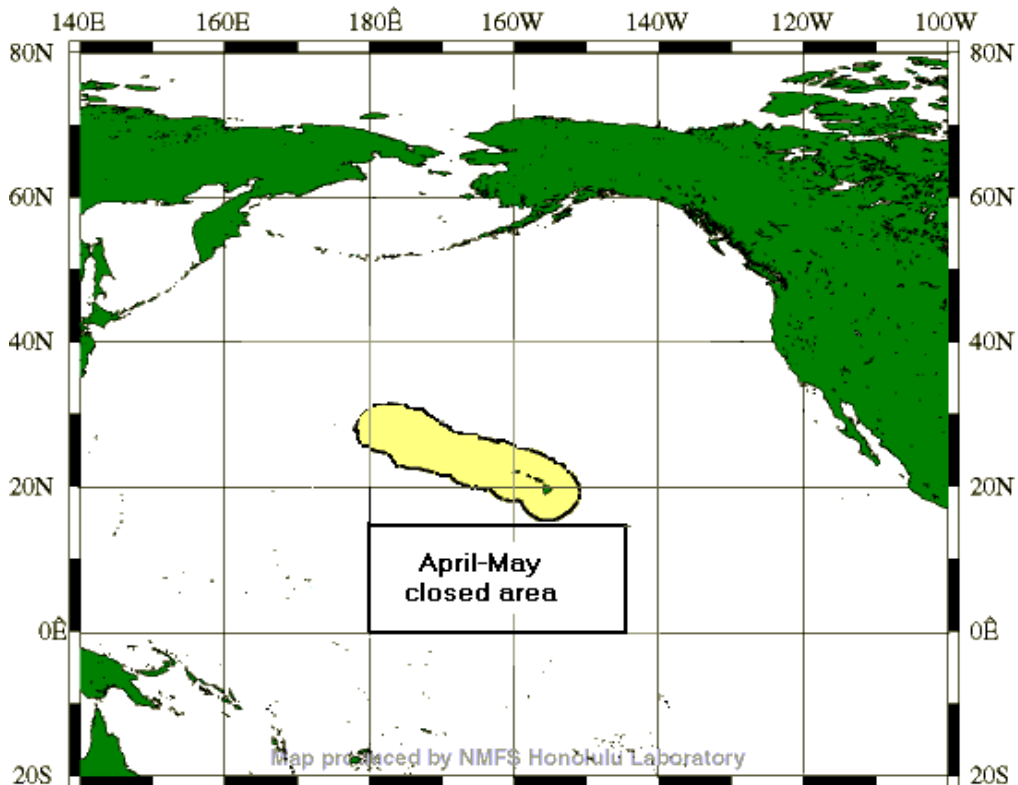 140E 160E 180Ê 160W 140W 120W 100W
80N 80N
60N 60N
40N 40N
20N 20N
April-May
closed area
0Ê 0Ê
Map produced by NMFS Honolulu Laboratory
20S 20S